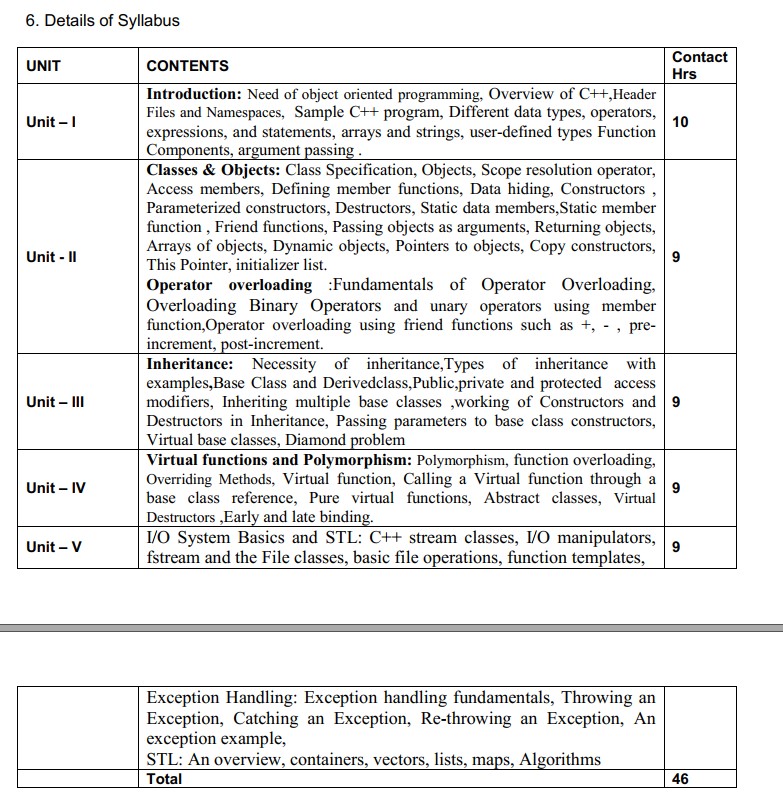 6. Details of Syllabus
UNIT CONTENTS Contact Hrs
Introduction: Need of object oriented programming, Overview of C++,Header
Files and Namespaces, Sample C++ program, Different data types, operators,
Unit – I expressions, and statements, arrays and strings, user-defined types Function 10
Components, argument passing .
Classes & Objects: Class Specification, Objects, Scope resolution operator,
Access members, Defining member functions, Data hiding, Constructors ,
Parameterized constructors, Destructors, Static data members,Static member
function , Friend functions, Passing objects as arguments, Returning objects,
Arrays of objects, Dynamic objects, Pointers to objects, Copy constructors,
Unit - II This Pointer, initializer list. 9
Operator overloading :Fundamentals of Operator Overloading,
Overloading Binary Operators and unary operators using member
function,Operator overloading using friend functions such as +, - , pre-
increment, post-increment.
Inheritance: Necessity of inheritance,Types of inheritance with
examples,Base Class and Derivedclass,Public,private and protected access
Unit – III modifiers, Inheriting multiple base classes ,working of Constructors and 9
Destructors in Inheritance, Passing parameters to base class constructors,
Virtual base classes, Diamond problem
Virtual functions and Polymorphism: Polymorphism, function overloading,
Overriding Methods, Virtual function, Calling a Virtual function through a
Unit – IV base class reference, Pure virtual functions, Abstract classes, Virtual 9
Destructors ,Early and late binding.
I/O System Basics and STL: C++ stream classes, I/O manipulators,
Unit – V fstream and the File classes, basic file operations, function templates, 9
Exception Handling: Exception handling fundamentals, Throwing an
Exception, Catching an Exception, Re-throwing an Exception, An
exception example,
STL: An overview, containers, vectors, lists, maps, Algorithms
Total 46